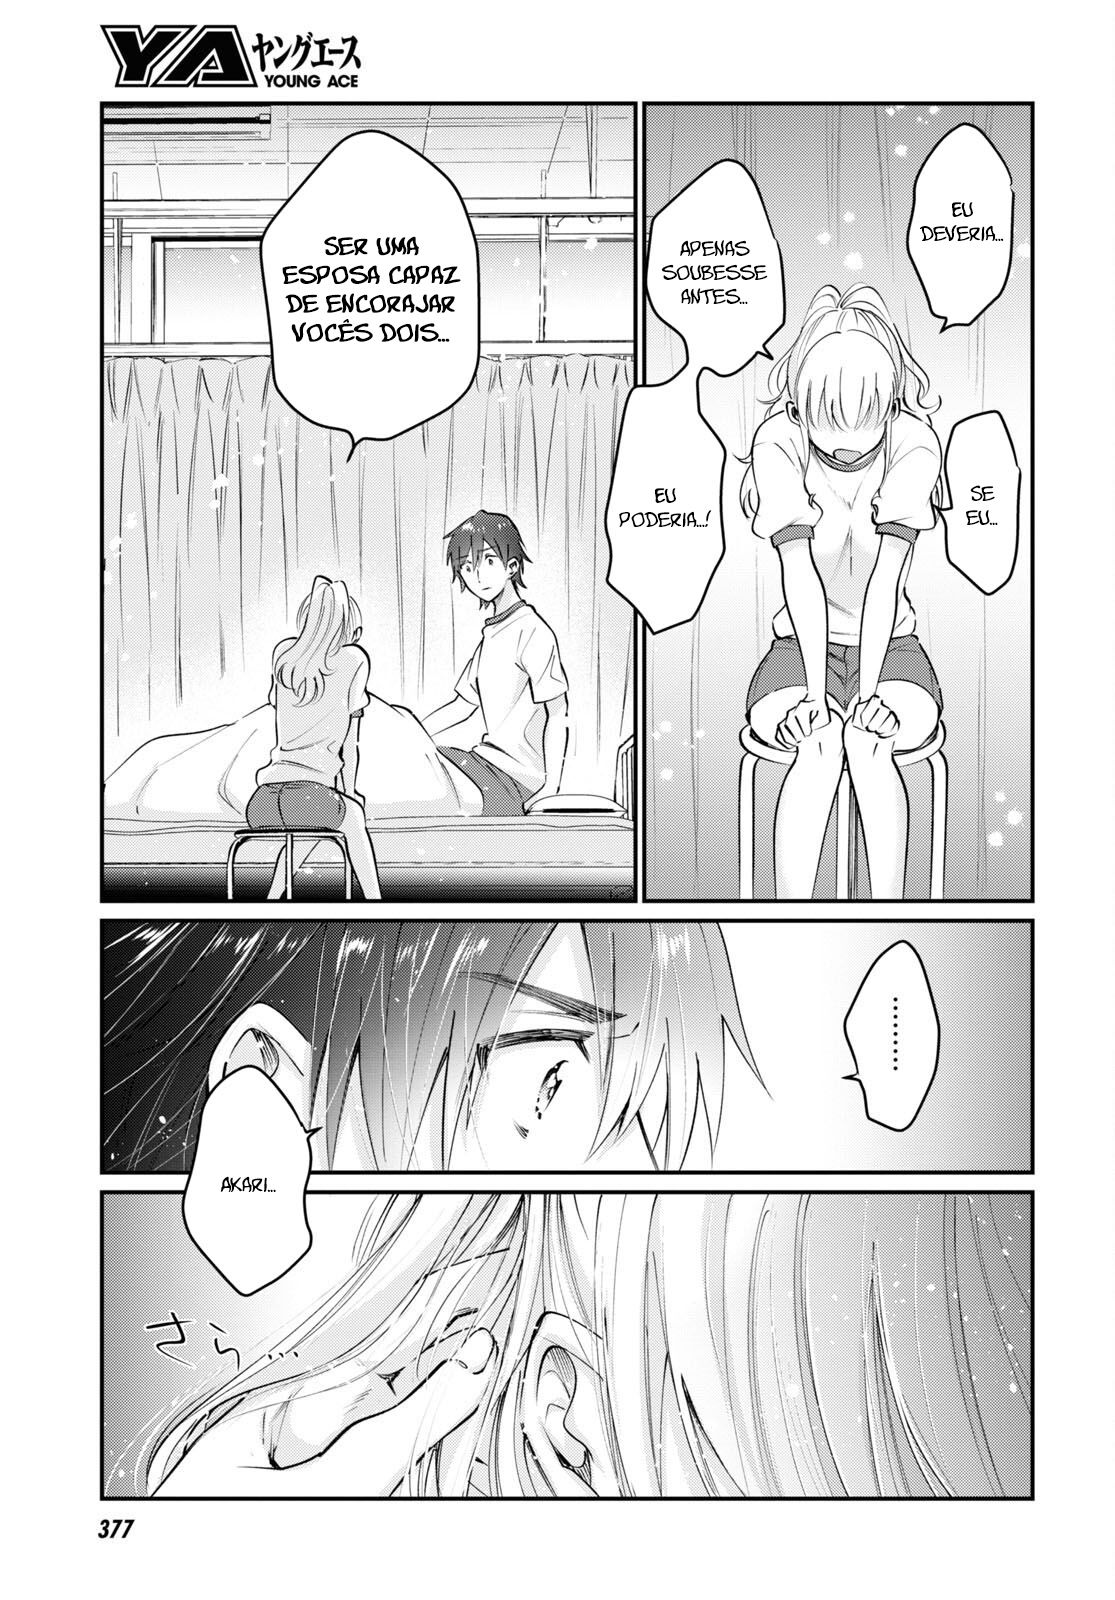 YA ヤングエース
YOUNG ACE
EU
DEVERIA...
SE
EU...
APENAS
SOUBESSE
ANTES...
EU
PODERIA...!
SER UMA
ESPOSA CAPAZ
DE ENCORAJAR
VOCÊS DOIS...
.........
AKARI...
さら...
377